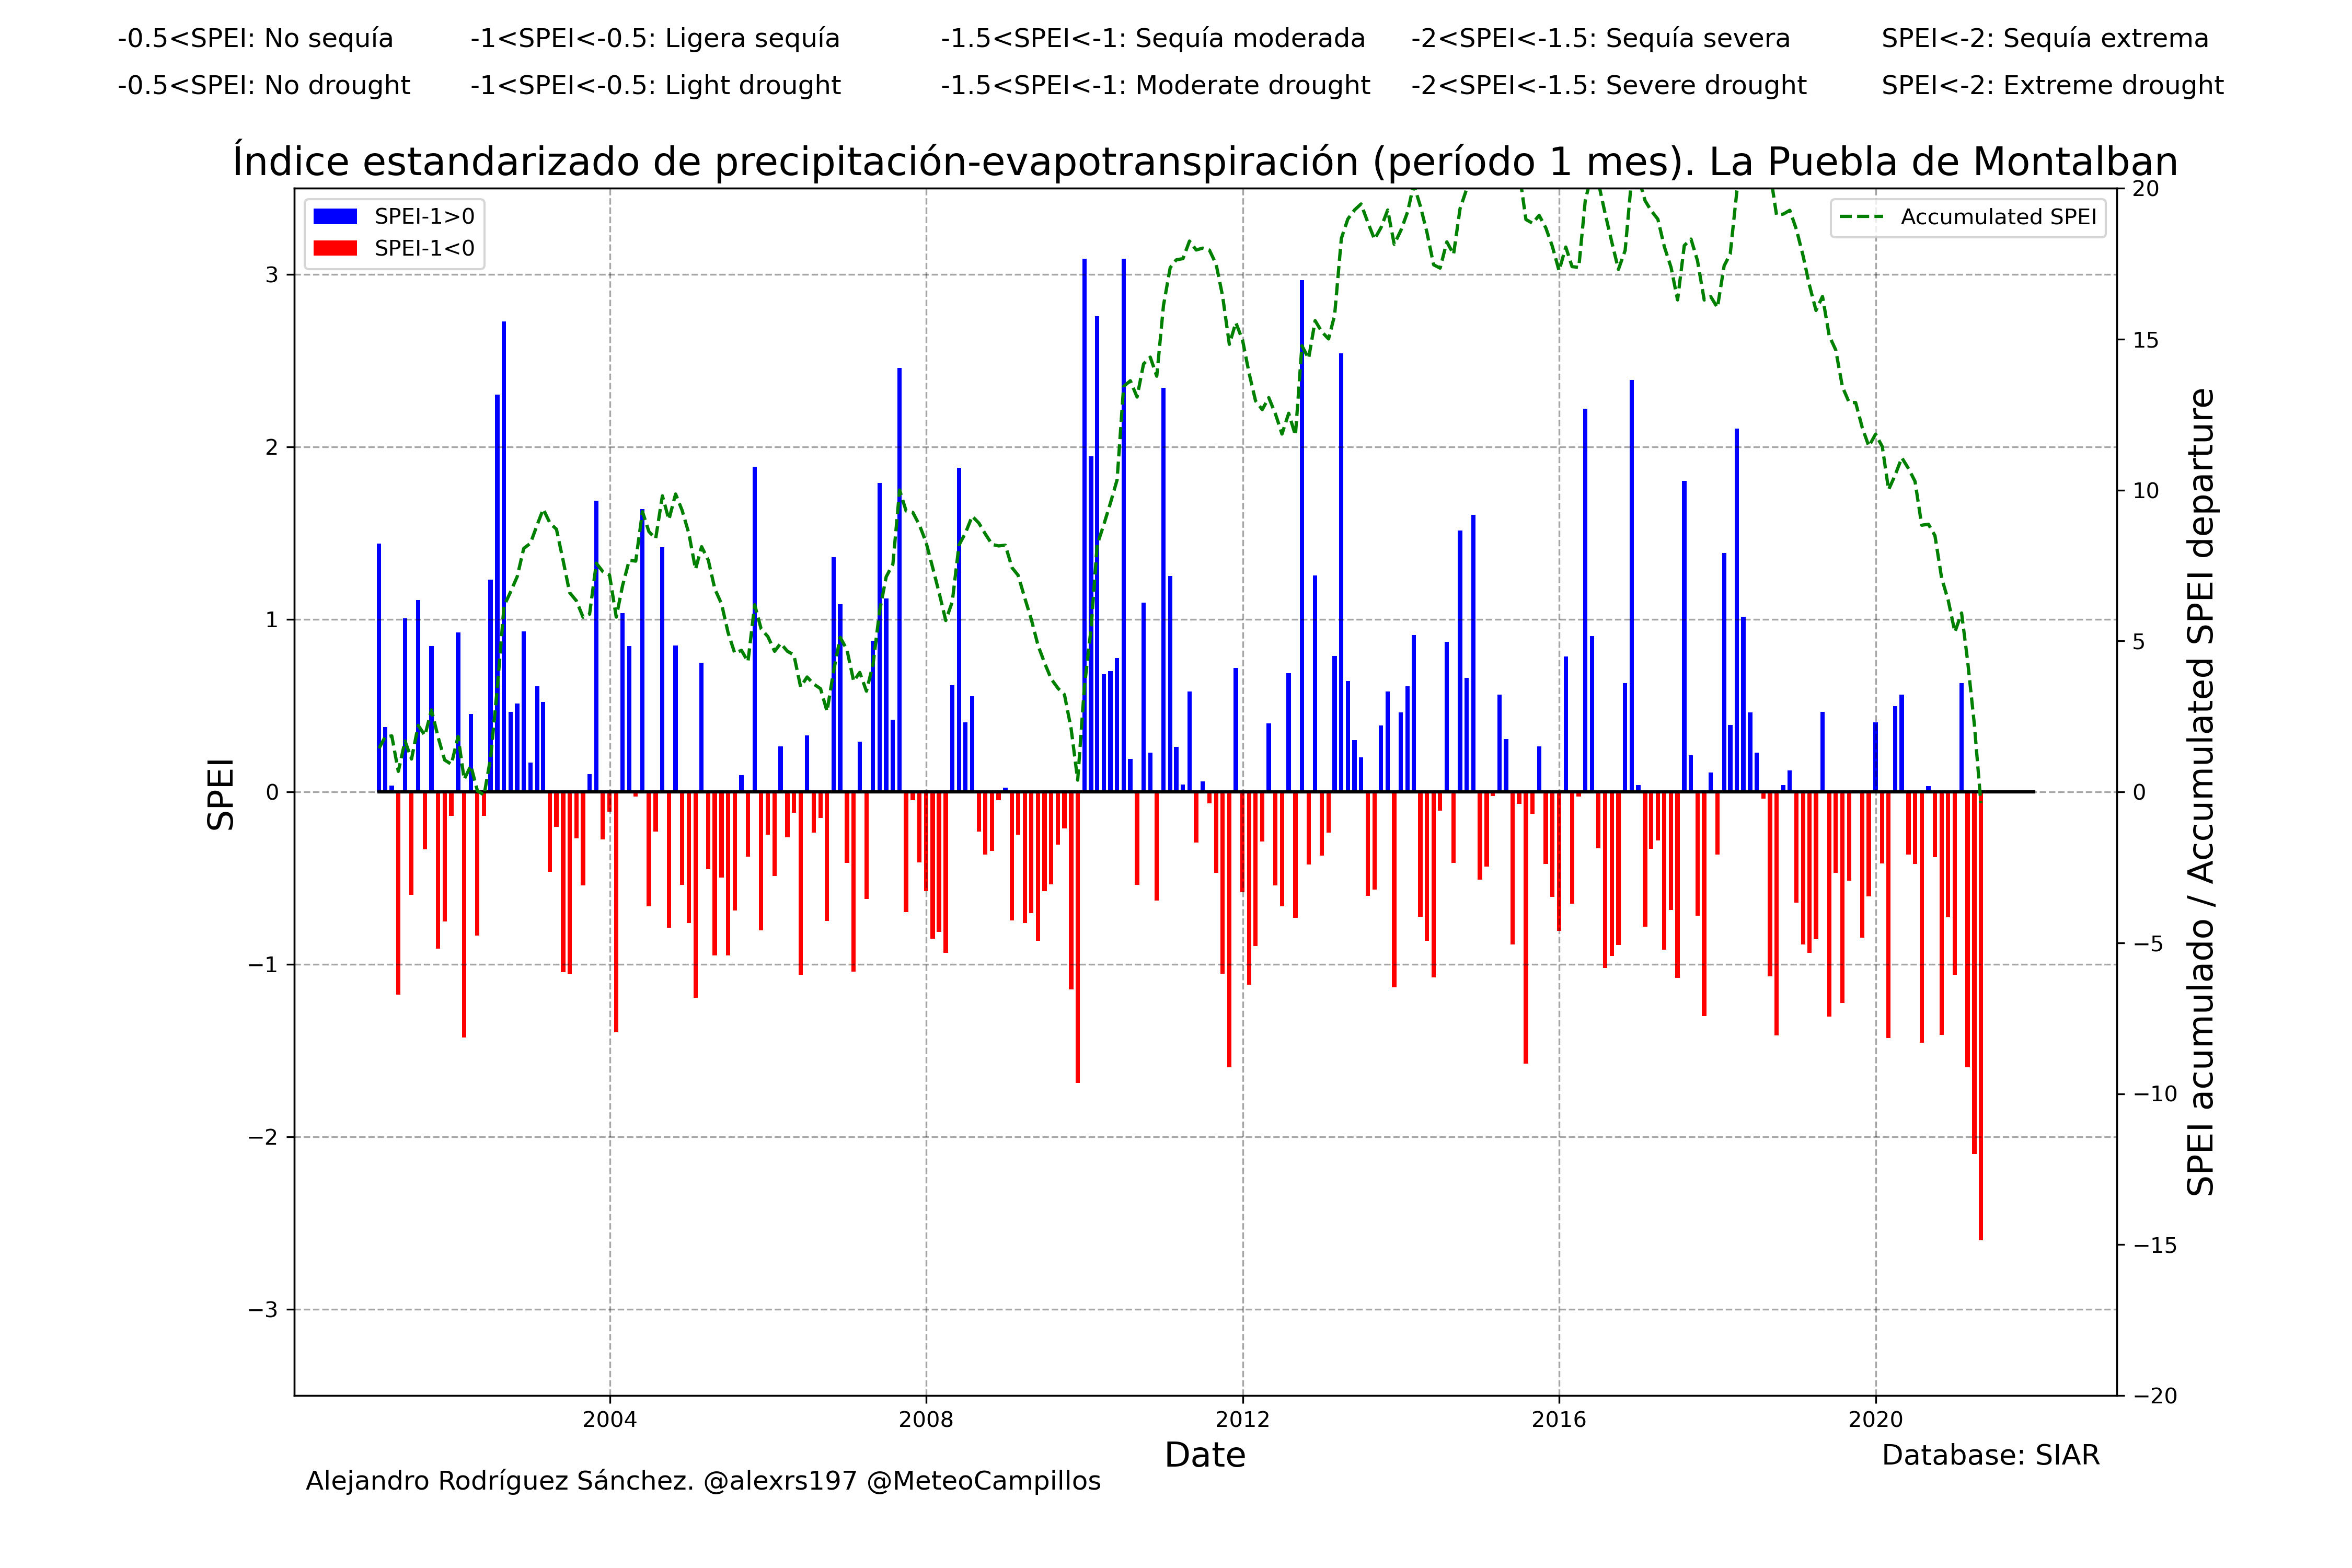 -0.5<SPEI: No sequía -1<SPEI<-0.5: Ligera sequía -1.5<SPEI<-1: Sequía moderada -2<SPEI<-1.5: Sequía severa SPEI<-2: Sequía extrema
-0.5<SPEI: No drought -1<SPEI<-0.5: Light drought -1.5<SPEI<-1: Moderate drought -2<SPEI<-1.5: Severe drought SPEI<-2: Extreme drought
Índice estandarizado de precipitación-evapotranspiración (período 1 mes). La Puebla de Montalban
SPEI-1>0
SPEI-1<0
Accumulated SPEI
SPEI
3
2
1
0
−1
−2
−3
20
15
10
5
0
−5
−10
−15
−20
SPEI acumulado / Accumulated SPEI departure
2004 2008 2012 2016 2020
Date
Database: SIAR
Alejandro Rodríguez Sánchez. @alexrs197 @MeteoCampillos